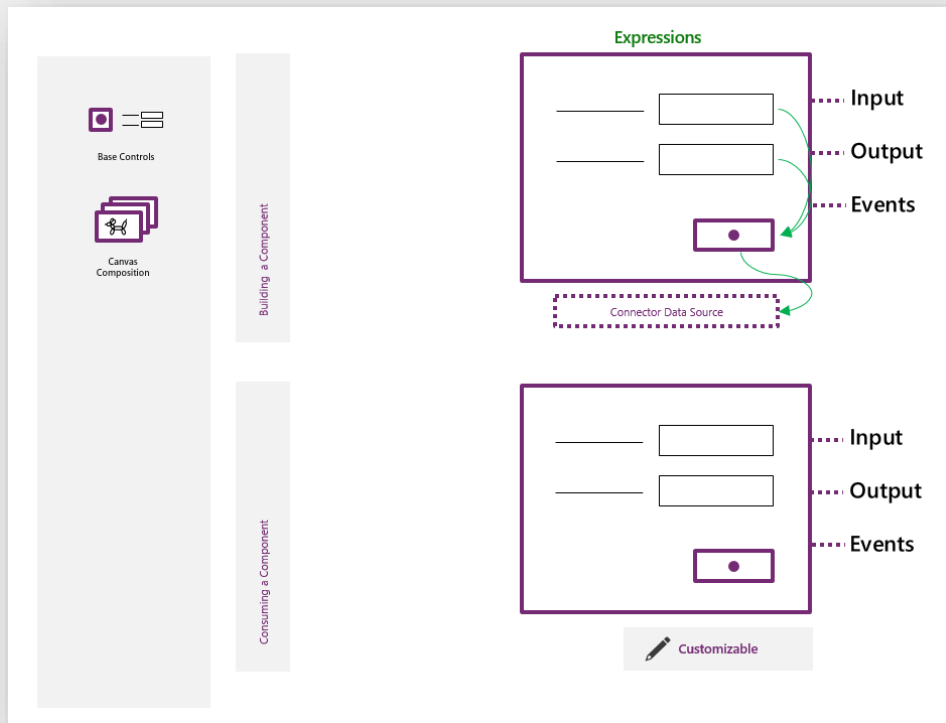 Base Controls
Canvas
Composition
Building a Component
Expressions
Input
Output
Events
Connector Data Source
Consuming a Component
Input
Output
Events
Customizable